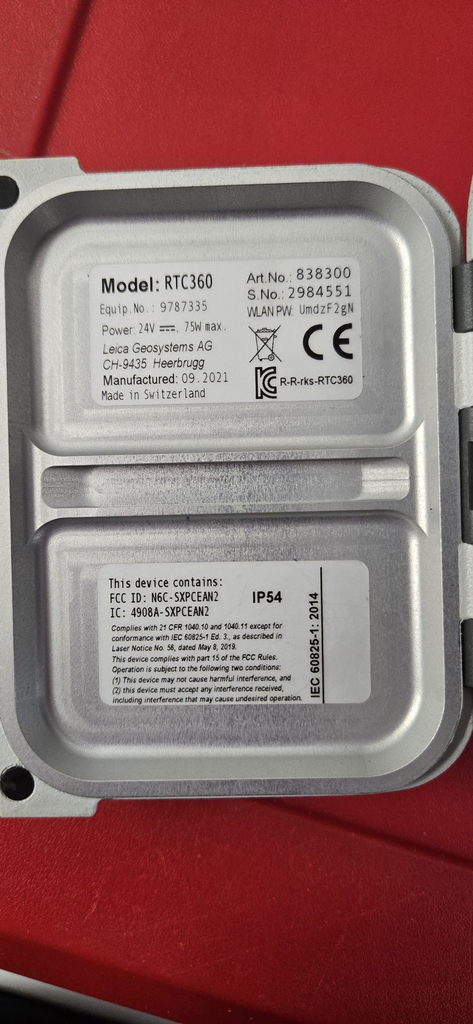 Model: RTC360
Equip.No.: 9787335
Power: 24V ⎓, 75W max.
Leica Geosystems AG
CH-9435 Heerbrugg
Manufactured: 09.2021
Made in Switzerland
Art.No.: 838300
S.No.: 2984551
WLAN PW: UmdzF2gN
CE
R-R-rks-RTC360
This device contains:
FCC ID: N6C-SXPCEAN2
IC: 4908A-SXPCEAN2
IP54
Complies with 21 CFR 1040.10 and 1040.11 except for
conformance with IEC 60825-1 Ed. 3., as described in
Laser Notice No. 56, dated May 8, 2019.
This device complies with part 15 of the FCC Rules.
Operation is subject to the following two conditions:
(1) This device may not cause harmful interference, and
(2) this device must accept any interference received,
including interference that may cause undesired operation.
IEC 60825-1: 2014